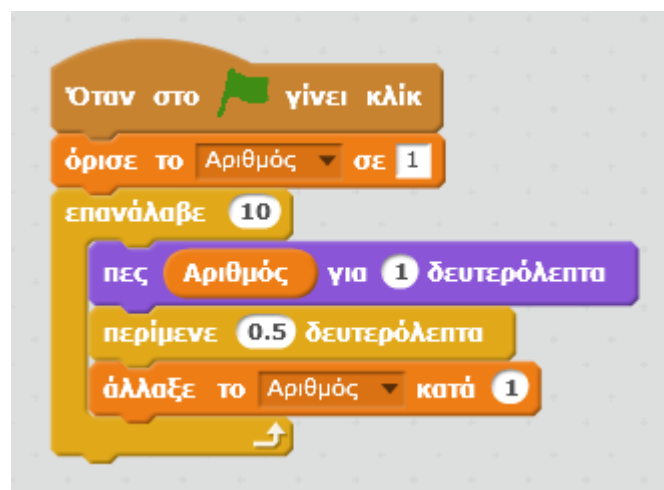 Όταν στο γίνει κλίκ
όρισε το Αριθμός σε 1
επανάλαβε 10
πες Αριθμός για 1 δευτερόλεπτα
περίμενε 0.5 δευτερόλεπτα
άλλαξε το Αριθμός κατά 1